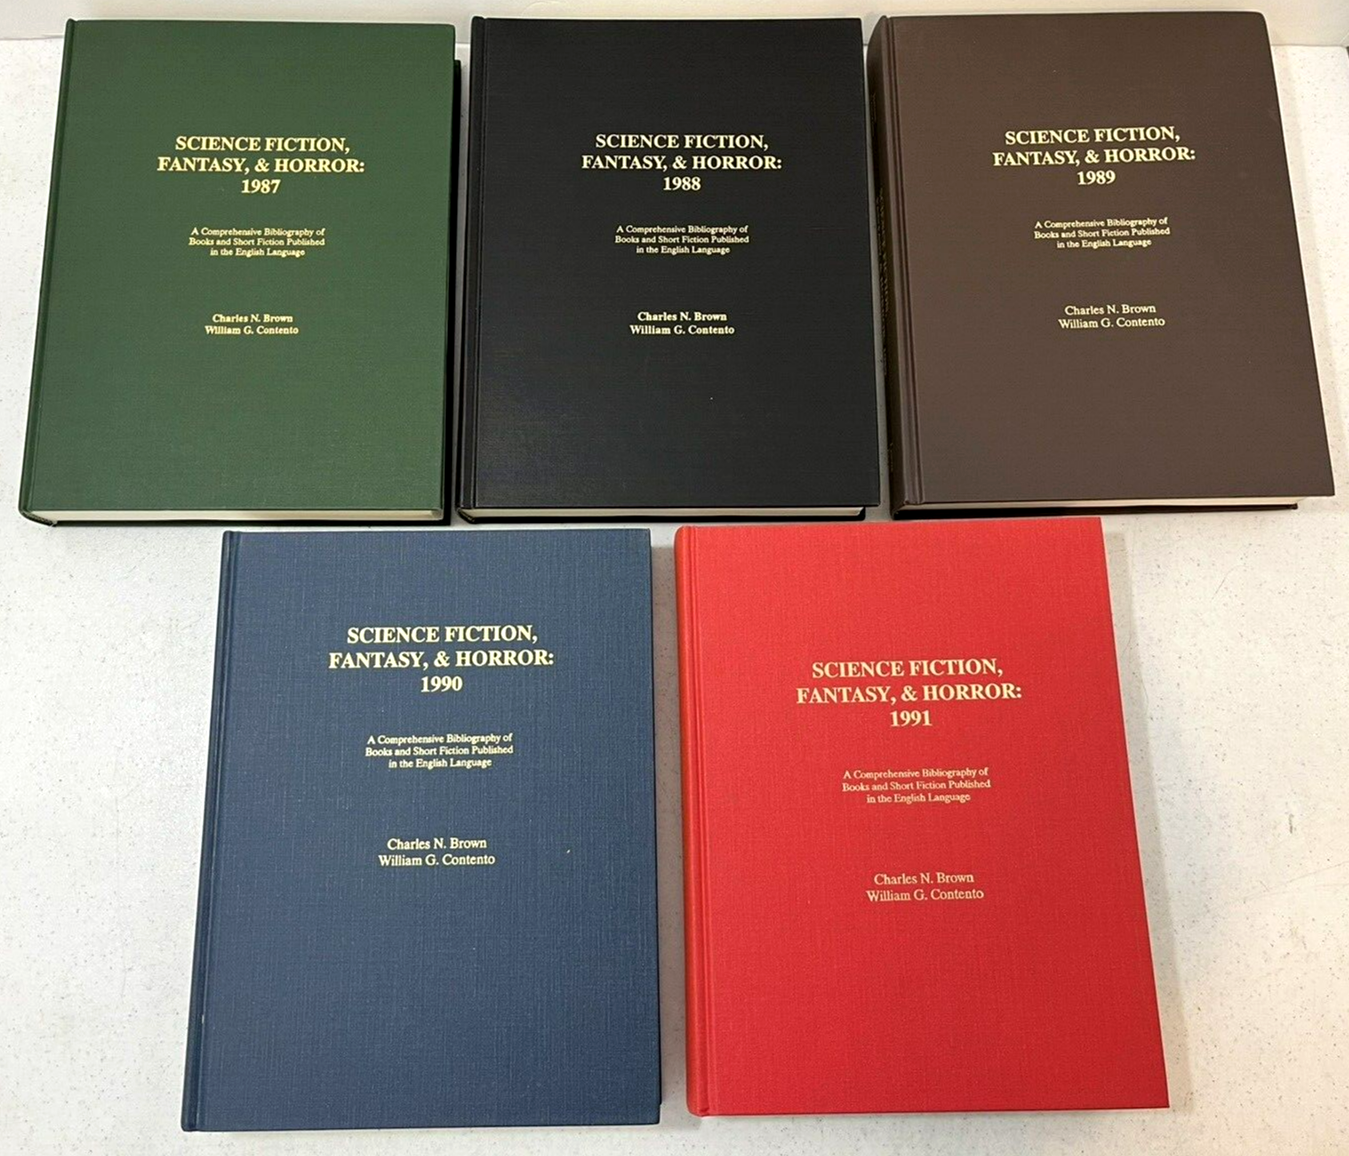 SCIENCE FICTION,
FANTASY, & HORROR:
1987
A Comprehensive Bibliography of
Books and Short Fiction Published
in the English Language
Charles N. Brown
William G. Contento
SCIENCE FICTION,
FANTASY, & HORROR:
1988
A Comprehensive Bibliography of
Books and Short Fiction Published
in the English Language
Charles N. Brown
William G. Contento
SCIENCE FICTION,
FANTASY, & HORROR:
1989
A Comprehensive Bibliography of
Books and Short Fiction Published
in the English Language
Charles N. Brown
William G. Contento
SCIENCE FICTION,
FANTASY, & HORROR:
1990
A Comprehensive Bibliography of
Books and Short Fiction Published
in the English Language
Charles N. Brown
William G. Contento
SCIENCE FICTION,
FANTASY, & HORROR:
1991
A Comprehensive Bibliography of
Books and Short Fiction Published
in the English Language
Charles N. Brown
William G. Contento